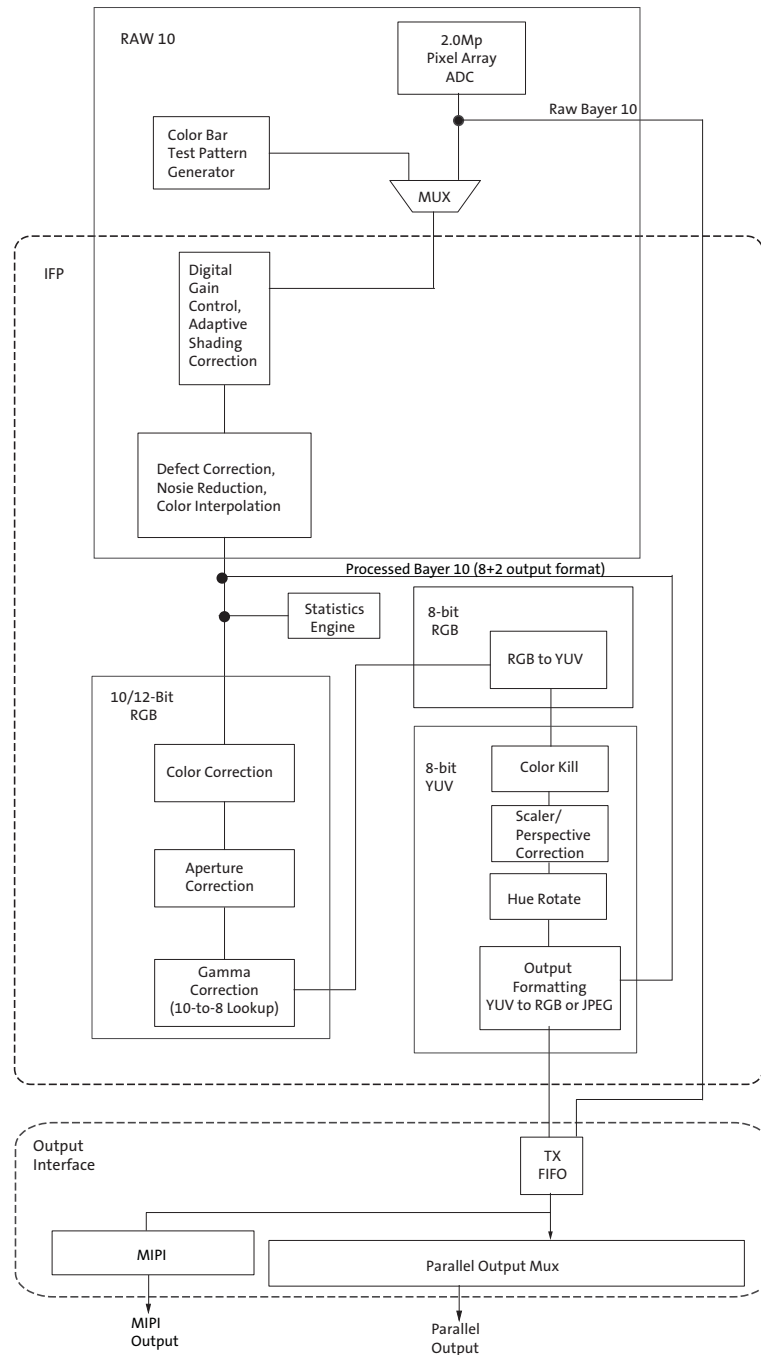 RAW 10
2.0Mp
Pixel Array
ADC
Raw Bayer 10
Color Bar
Test Pattern
Generator
MUX
IFP
Digital
Gain
Control,
Adaptive
Shading
Correction
Defect Correction,
Nosie Reduction,
Color Interpolation
Processed Bayer 10 (8+2 output format)
Statistics
Engine
8-bit
RGB
RGB to YUV
10/12-Bit
RGB
8-bit
YUV
Color Correction
Color Kill
Scaler/
Perspective
Correction
Aperture
Correction
Hue Rotate
Gamma
Correction
(10-to-8 Lookup)
Output
Formatting
YUV to RGB or JPEG
Output
Interface
TX
FIFO
MIPI
Parallel Output Mux
MIPI
Output
Parallel
Output